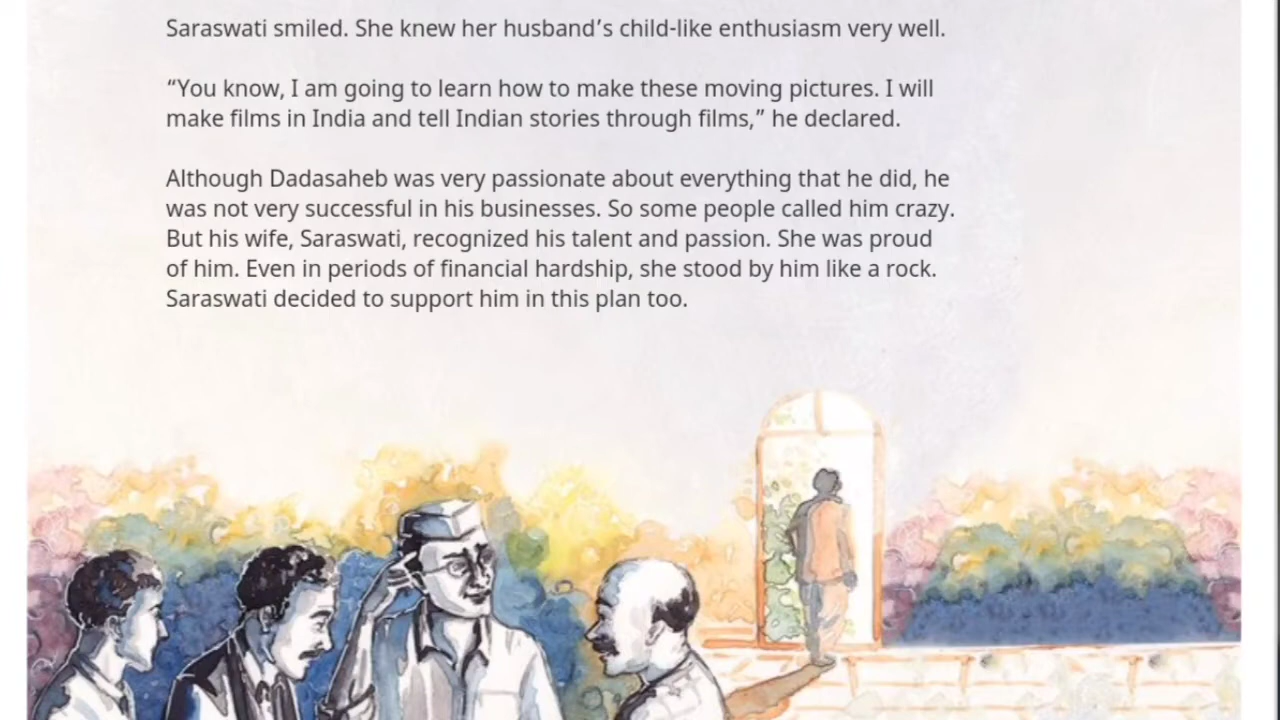 Saraswati smiled. She knew her husband’s child-like enthusiasm very well.
“You know, I am going to learn how to make these moving pictures. I will
make films in India and tell Indian stories through films,” he declared.
Although Dadasaheb was very passionate about everything that he did, he
was not very successful in his businesses. So some people called him crazy.
But his wife, Saraswati, recognized his talent and passion. She was proud
of him. Even in periods of financial hardship, she stood by him like a rock.
Saraswati decided to support him in this plan too.